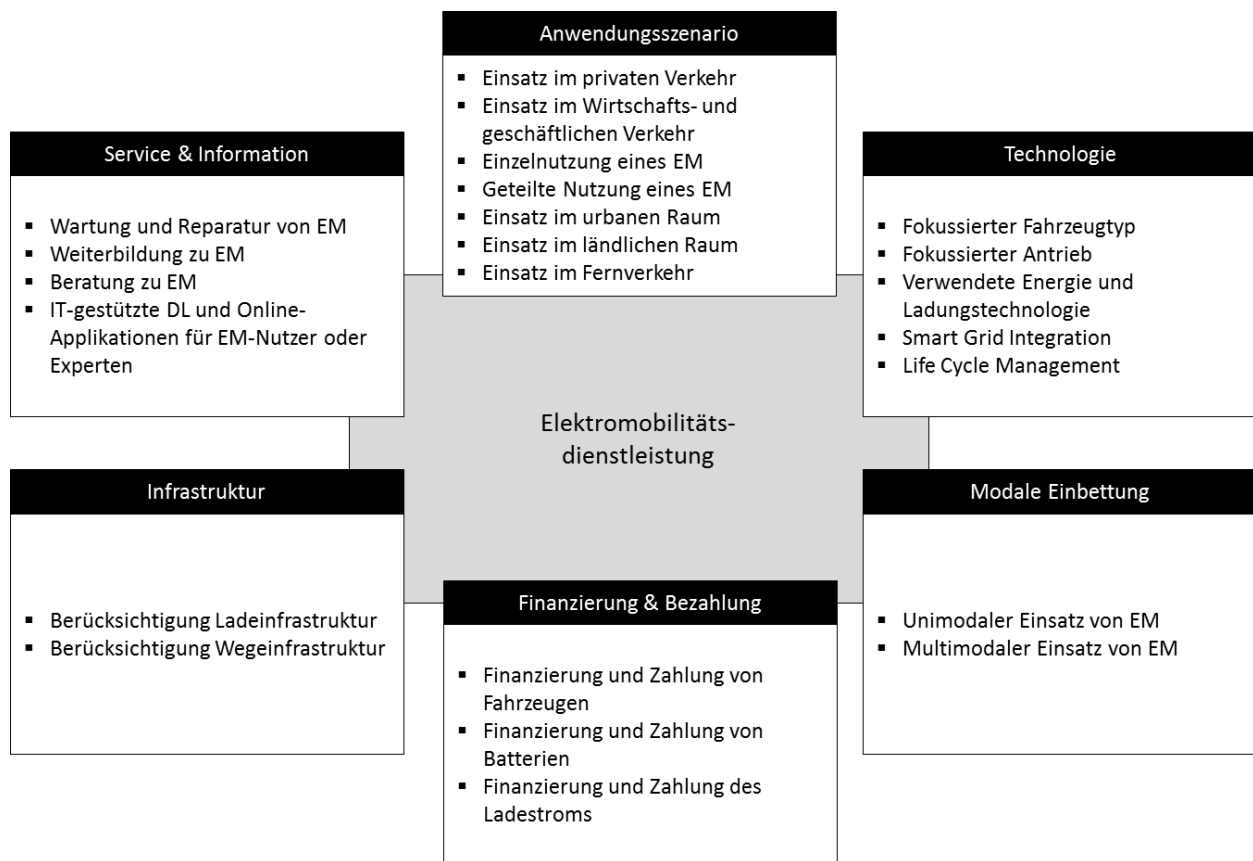 Anwendungsszenario
▪ Einsatz im privaten Verkehr
▪ Einsatz im Wirtschafts- und
geschäftlichen Verkehr
▪ Einzelnutzung eines EM
▪ Geteilte Nutzung eines EM
▪ Einsatz im urbanen Raum
▪ Einsatz im ländlichen Raum
▪ Einsatz im Fernverkehr
Service & Information
▪ Wartung und Reparatur von EM
▪ Weiterbildung zu EM
▪ Beratung zu EM
▪ IT-gestützte DL und Online-
Applikationen für EM-Nutzer oder
Experten
Technologie
▪ Fokussierter Fahrzeugtyp
▪ Fokussierter Antrieb
▪ Verwendete Energie und
Ladungstechnologie
▪ Smart Grid Integration
▪ Life Cycle Management
Elektromobilitäts-
dienstleistung
Infrastruktur
▪ Berücksichtigung Ladeinfrastruktur
▪ Berücksichtigung Wegeinfrastruktur
Modale Einbettung
▪ Unimodaler Einsatz von EM
▪ Multimodaler Einsatz von EM
Finanzierung & Bezahlung
▪ Finanzierung und Zahlung von
Fahrzeugen
▪ Finanzierung und Zahlung von
Batterien
▪ Finanzierung und Zahlung des
Ladestroms